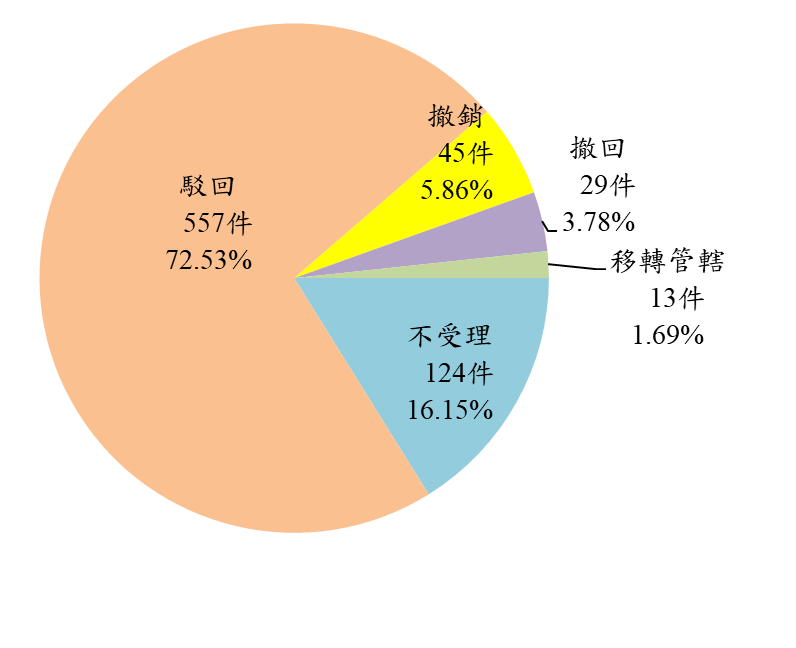 撤銷
45件
5.86%
撤回
29件
3.78%
駁回
557件
72.53%
移轉管轄
13件
1.69%
不受理
124件
16.15%